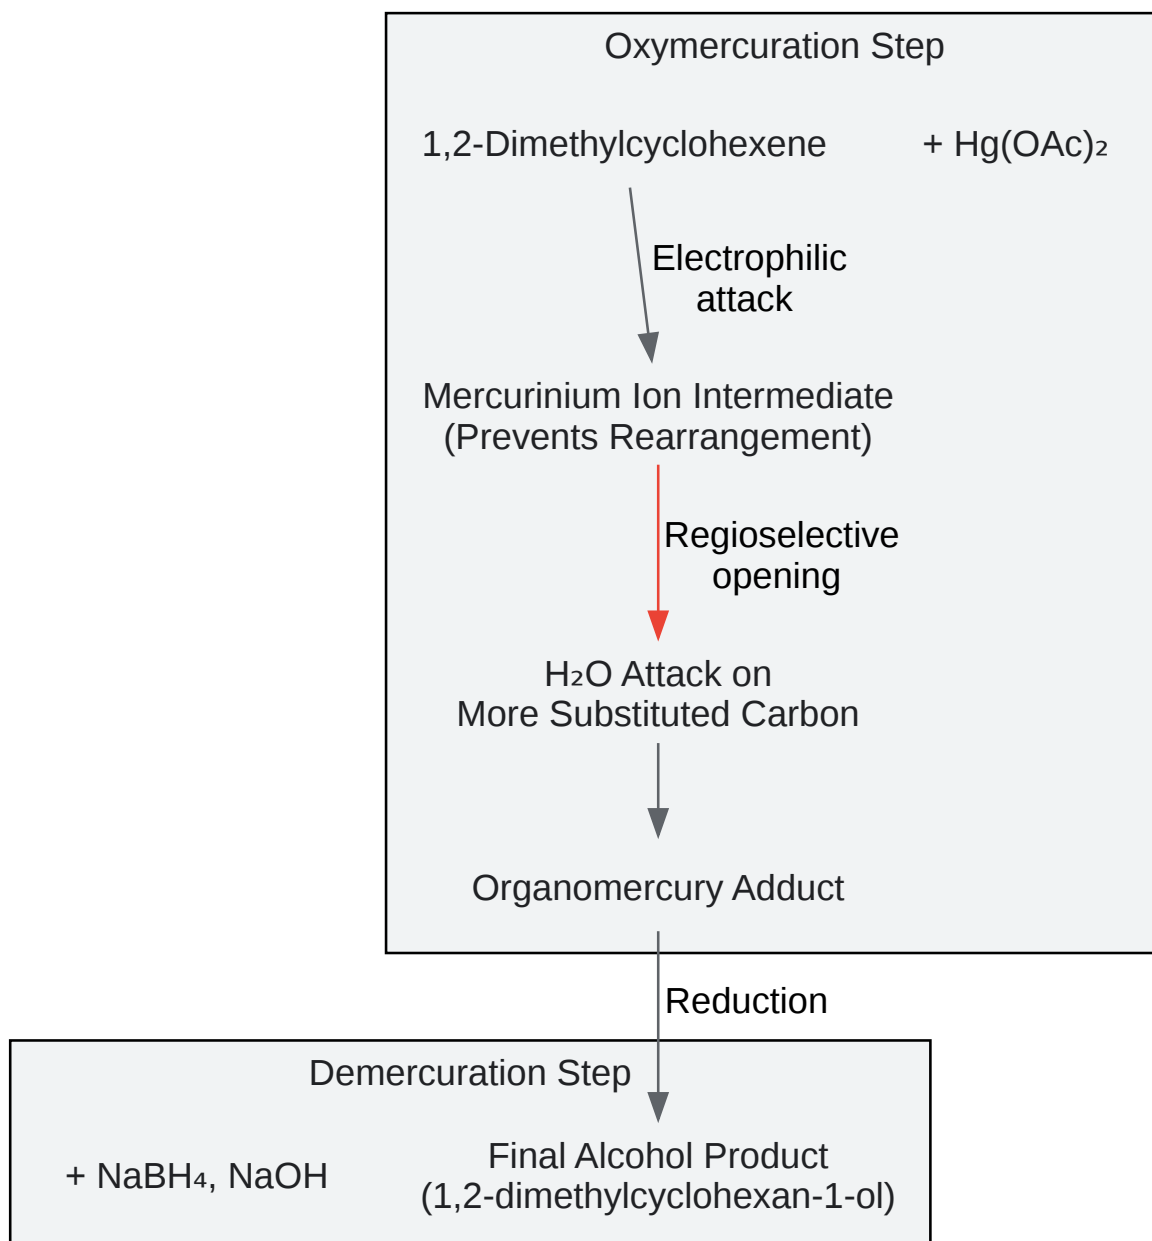 Oxymercuration Step
1,2-Dimethylcyclohexene
+ Hg(OAc)₂
Electrophilic
attack
Mercurinium Ion Intermediate
(Prevents Rearrangement)
Regioselective
opening
H₂O Attack on
More Substituted Carbon
Organomercury Adduct
Reduction
Demercuration Step
+ NaBH₄, NaOH
Final Alcohol Product
(1,2-dimethylcyclohexan-1-ol)